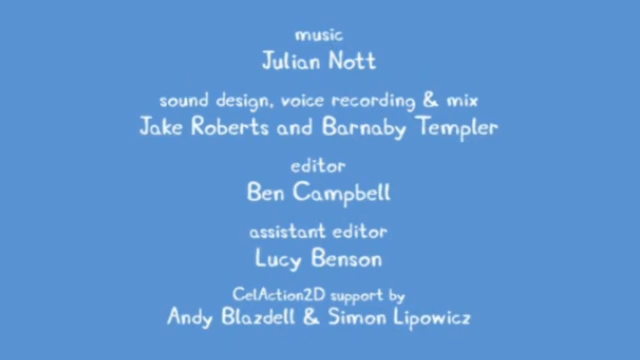 music
Julian Nott
sound design, voice recording & mix
Jake Roberts and Barnaby Templer
editor
Ben Campbell
assistant editor
Lucy Benson
CelAction2D support by
Andy Blazdell & Simon Lipowicz